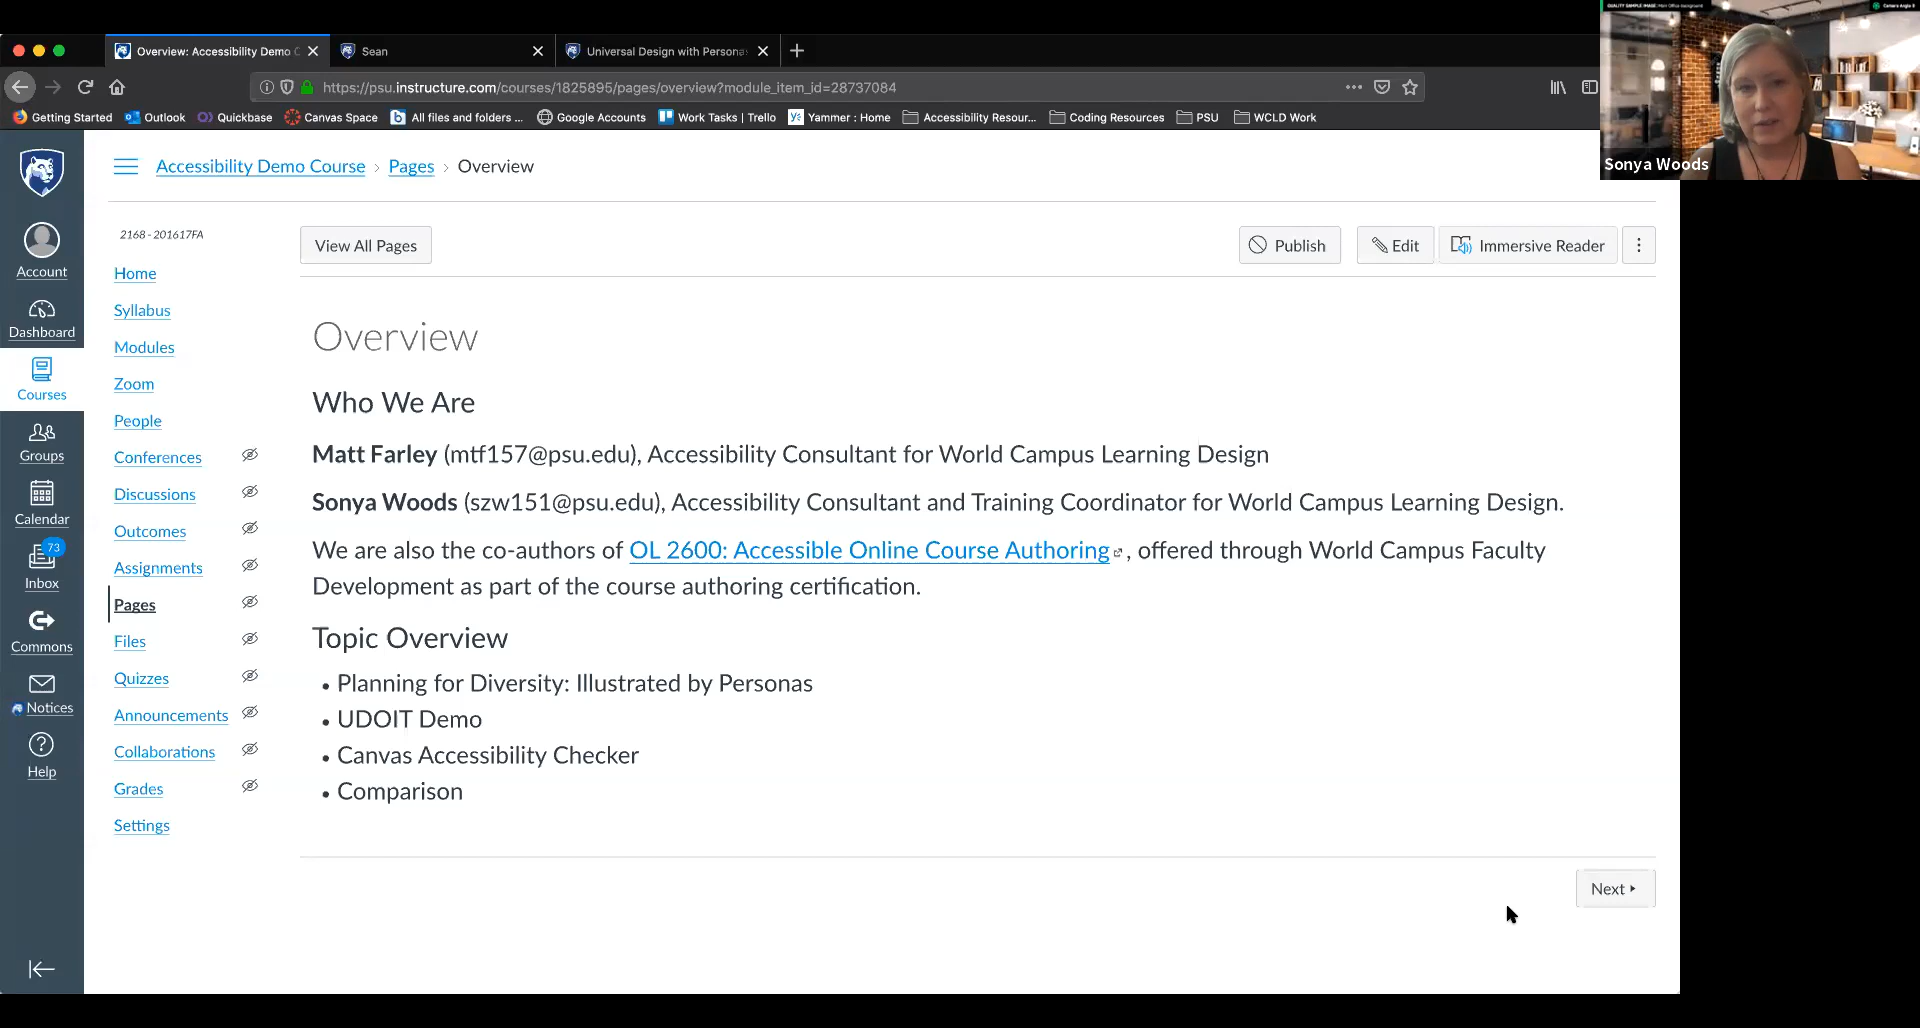 Overview: Accessibility Demo C
Sean
Universal Design with Persona
https://psu.instructure.com/courses/1825895/pages/overview?module_item_id=28737084
Getting Started
Outlook
Quickbase
Canvas Space
All files and folders ...
Google Accounts
Work Tasks | Trello
Yammer : Home
Accessibility Resour...
Coding Resources
PSU
WCLD Work
QUALITY SAMPLE IMAGE
Sonya Woods
Accessibility Demo Course › Pages › Overview
2168-201617FA
Home
Syllabus
Modules
Zoom
People
Conferences
Discussions
Outcomes
Assignments
Pages
Files
Quizzes
Announcements
Collaborations
Grades
Settings
Account
Dashboard
Courses
Groups
Calendar
73
Inbox
Commons
Notices
Help
View All Pages
Publish
Edit
Immersive Reader
Overview
Who We Are
Matt Farley (mtf157@psu.edu), Accessibility Consultant for World Campus Learning Design
Sonya Woods (szw151@psu.edu), Accessibility Consultant and Training Coordinator for World Campus Learning Design.
We are also the co-authors of OL 2600: Accessible Online Course Authoring , offered through World Campus Faculty
Development as part of the course authoring certification.
Topic Overview
• Planning for Diversity: Illustrated by Personas
• UDOIT Demo
• Canvas Accessibility Checker
• Comparison
Next